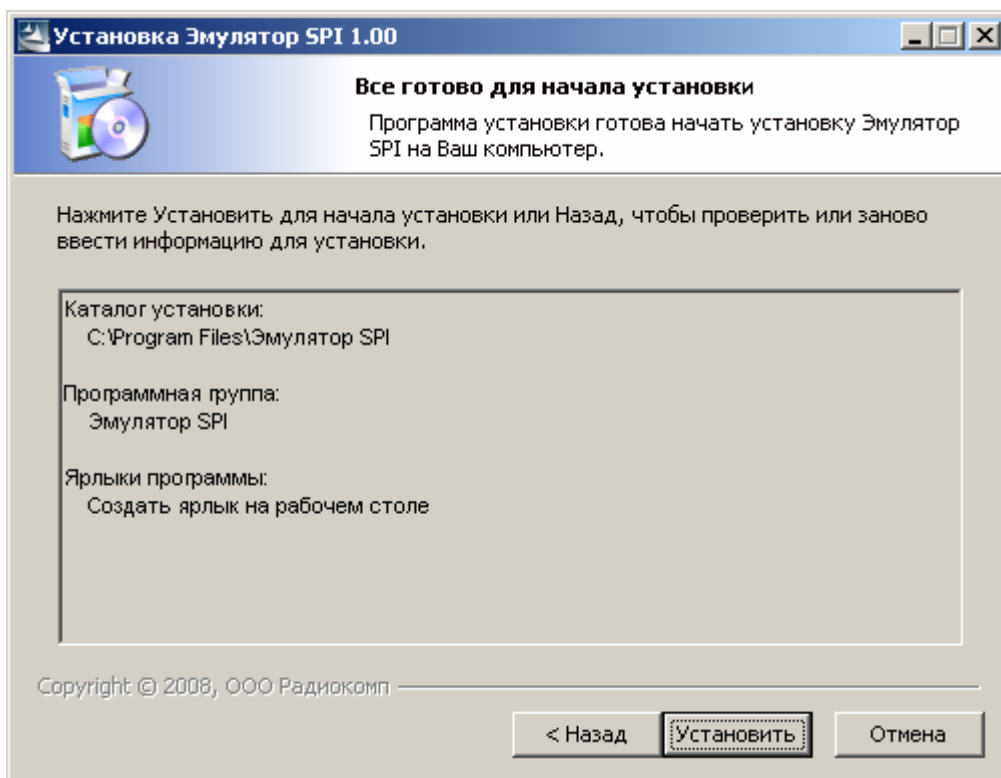 Установка Эмулятор SPI 1.00
Все готово для начала установки
Программа установки готова начать установку Эмулятор
SPI на Ваш компьютер.
Нажмите Установить для начала установки или Назад, чтобы проверить или заново
ввести информацию для установки.
Каталог установки:
C:\Program Files\Эмулятор SPI
Программная группа:
Эмулятор SPI
Ярлыки программы:
Создать ярлык на рабочем столе
Copyright © 2008, ООО Радиокомп
< Назад
Установить
Отмена